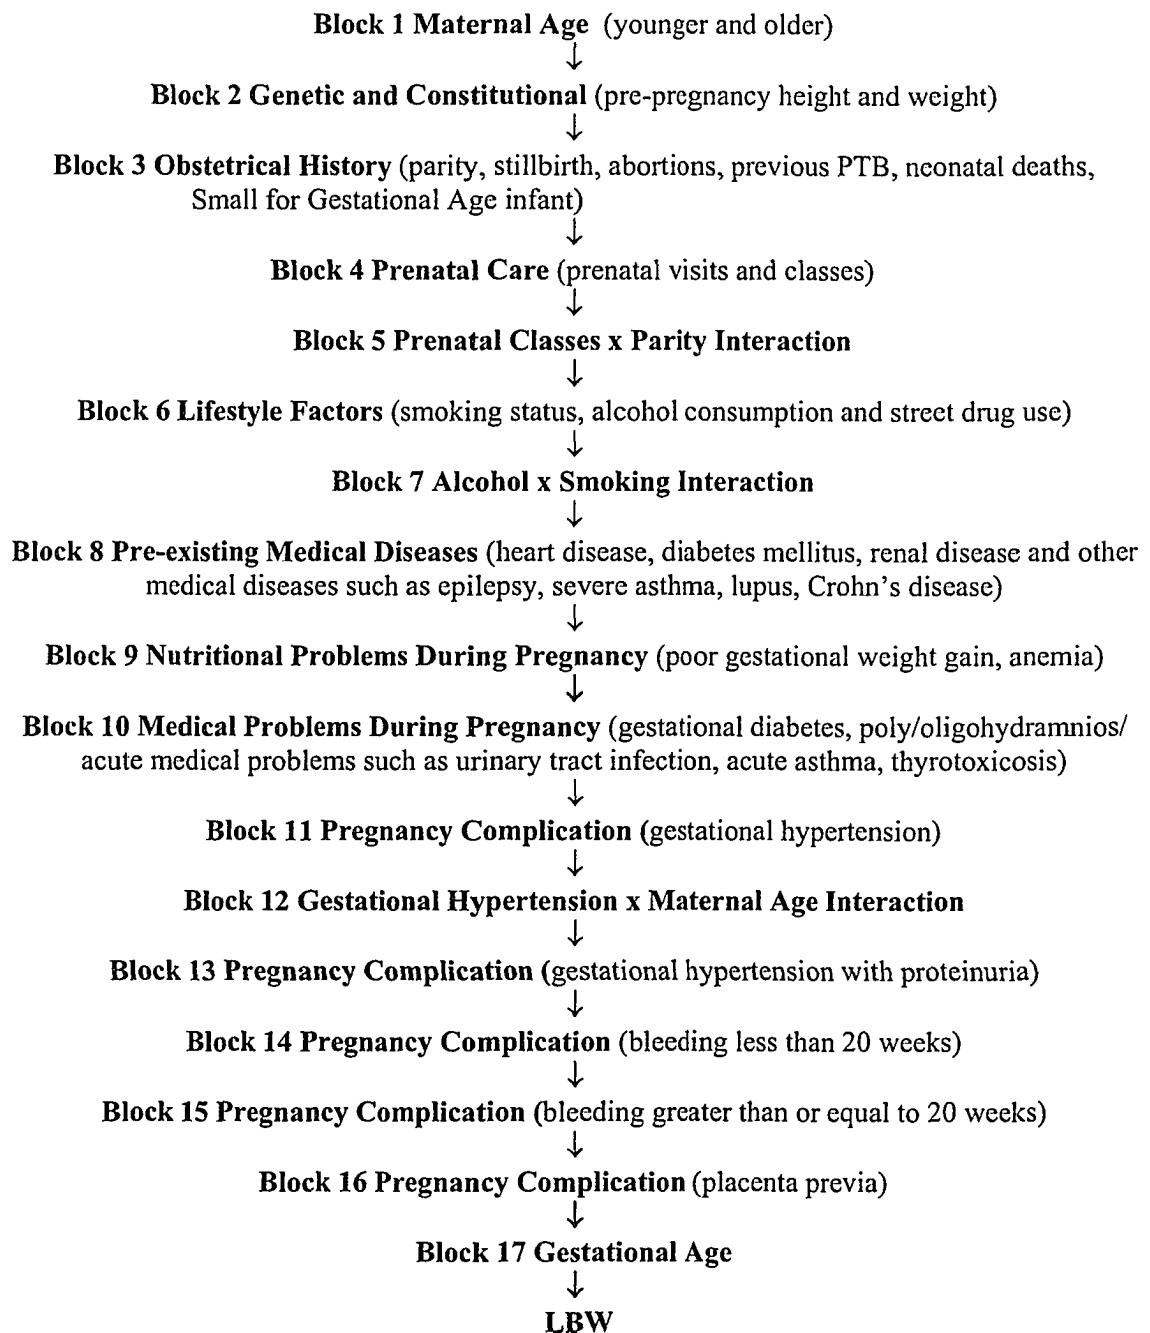 Block 1 Maternal Age (younger and older)
↓
Block 2 Genetic and Constitutional (pre-pregnancy height and weight)
↓
Block 3 Obstetrical History (parity, stillbirth, abortions, previous PTB, neonatal deaths,
Small for Gestational Age infant)
↓
Block 4 Prenatal Care (prenatal visits and classes)
↓
Block 5 Prenatal Classes x Parity Interaction
↓
Block 6 Lifestyle Factors (smoking status, alcohol consumption and street drug use)
↓
Block 7 Alcohol x Smoking Interaction
↓
Block 8 Pre-existing Medical Diseases (heart disease, diabetes mellitus, renal disease and other
medical diseases such as epilepsy, severe asthma, lupus, Crohn's disease)
↓
Block 9 Nutritional Problems During Pregnancy (poor gestational weight gain, anemia)
↓
Block 10 Medical Problems During Pregnancy (gestational diabetes, poly/oligohydramnios/
acute medical problems such as urinary tract infection, acute asthma, thyrotoxicosis)
↓
Block 11 Pregnancy Complication (gestational hypertension)
↓
Block 12 Gestational Hypertension x Maternal Age Interaction
↓
Block 13 Pregnancy Complication (gestational hypertension with proteinuria)
↓
Block 14 Pregnancy Complication (bleeding less than 20 weeks)
↓
Block 15 Pregnancy Complication (bleeding greater than or equal to 20 weeks)
↓
Block 16 Pregnancy Complication (placenta previa)
↓
Block 17 Gestational Age
↓
LBW